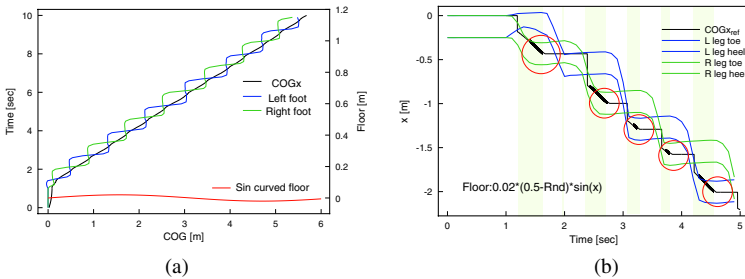 10
8
6
4
2
0
Time [sec]
1.2
1
0.8
0.6
0.4
0.2
0
Floor [m]
COGx
Left foot
Right foot
Sin curved floor
0 1 2 3 4 5 6
COG [m]
(a)
0
-0.5
-1
-1.5
-2
x [m]
COGx_ref
L leg toe
L leg heel
R leg toe
R leg heel
Floor:0.02*(0.5-Rnd)*sin(x)
0 1 2 3 4 5
Time [sec]
(b)